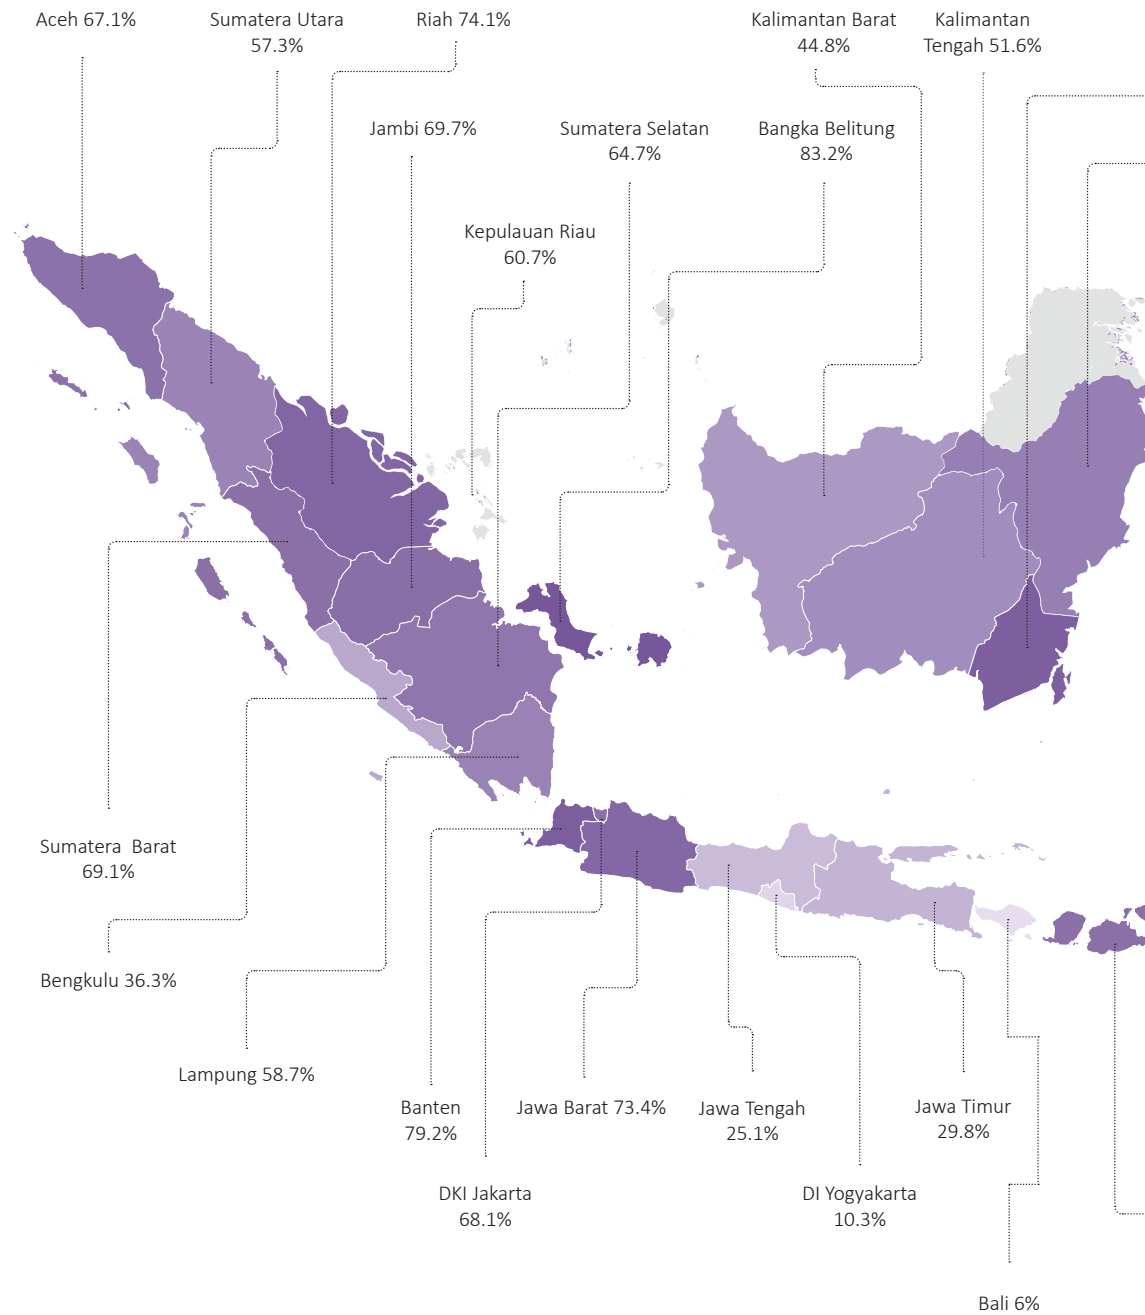 Aceh 67.1%
Sumatera Utara
57.3%
Riah 74.1%
Kalimantan Barat
44.8%
Kalimantan
Tengah 51.6%
Jambi 69.7%
Sumatera Selatan
64.7%
Bangka Belitung
83.2%
Kepulauan Riau
60.7%
Sumatera  Barat
69.1%
Bengkulu 36.3%
Lampung 58.7%
Banten
79.2%
Jawa Barat 73.4%
Jawa Tengah
25.1%
Jawa Timur
29.8%
DKI Jakarta
68.1%
DI Yogyakarta
10.3%
Bali 6%